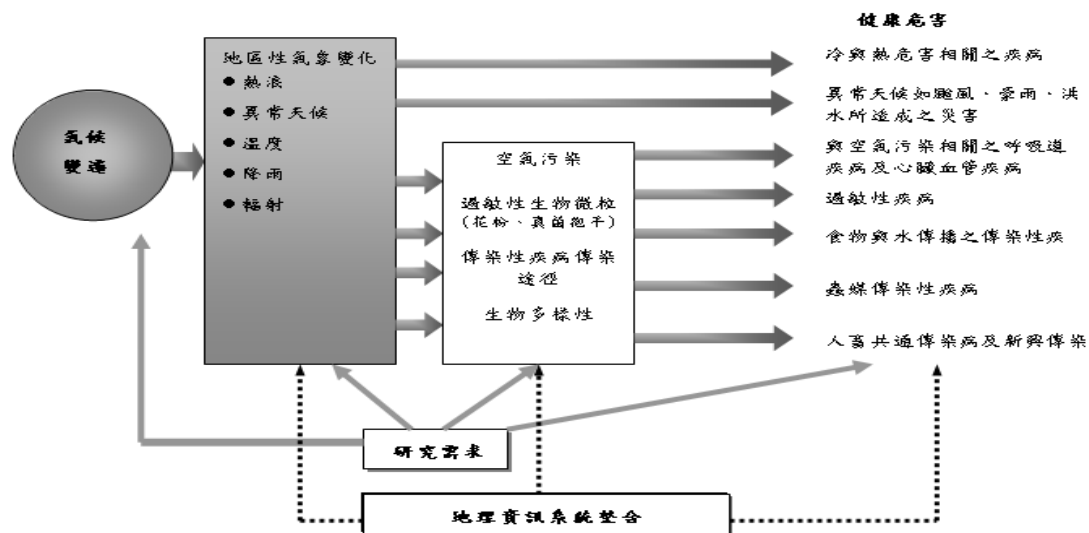 健康危害
地區性氣象變化
● 熱浪
● 異常天候
● 溫度
● 降雨
● 輻射
氣候
變遷
空氣污染
過敏性生物微粒
(花粉、真菌孢子)
傳染性疾病傳染
途徑
生物多樣性
冷與熱危害相關之疾病
異常天候如颱風、豪雨、洪
水所造成之災害
與空氣污染相關之呼吸道
疾病及心臟血管疾病
過敏性疾病
食物與水傳播之傳染性疾
蟲媒傳染性疾病
人畜共通傳染病及新興傳染
研究需求
地理資訊系統整合